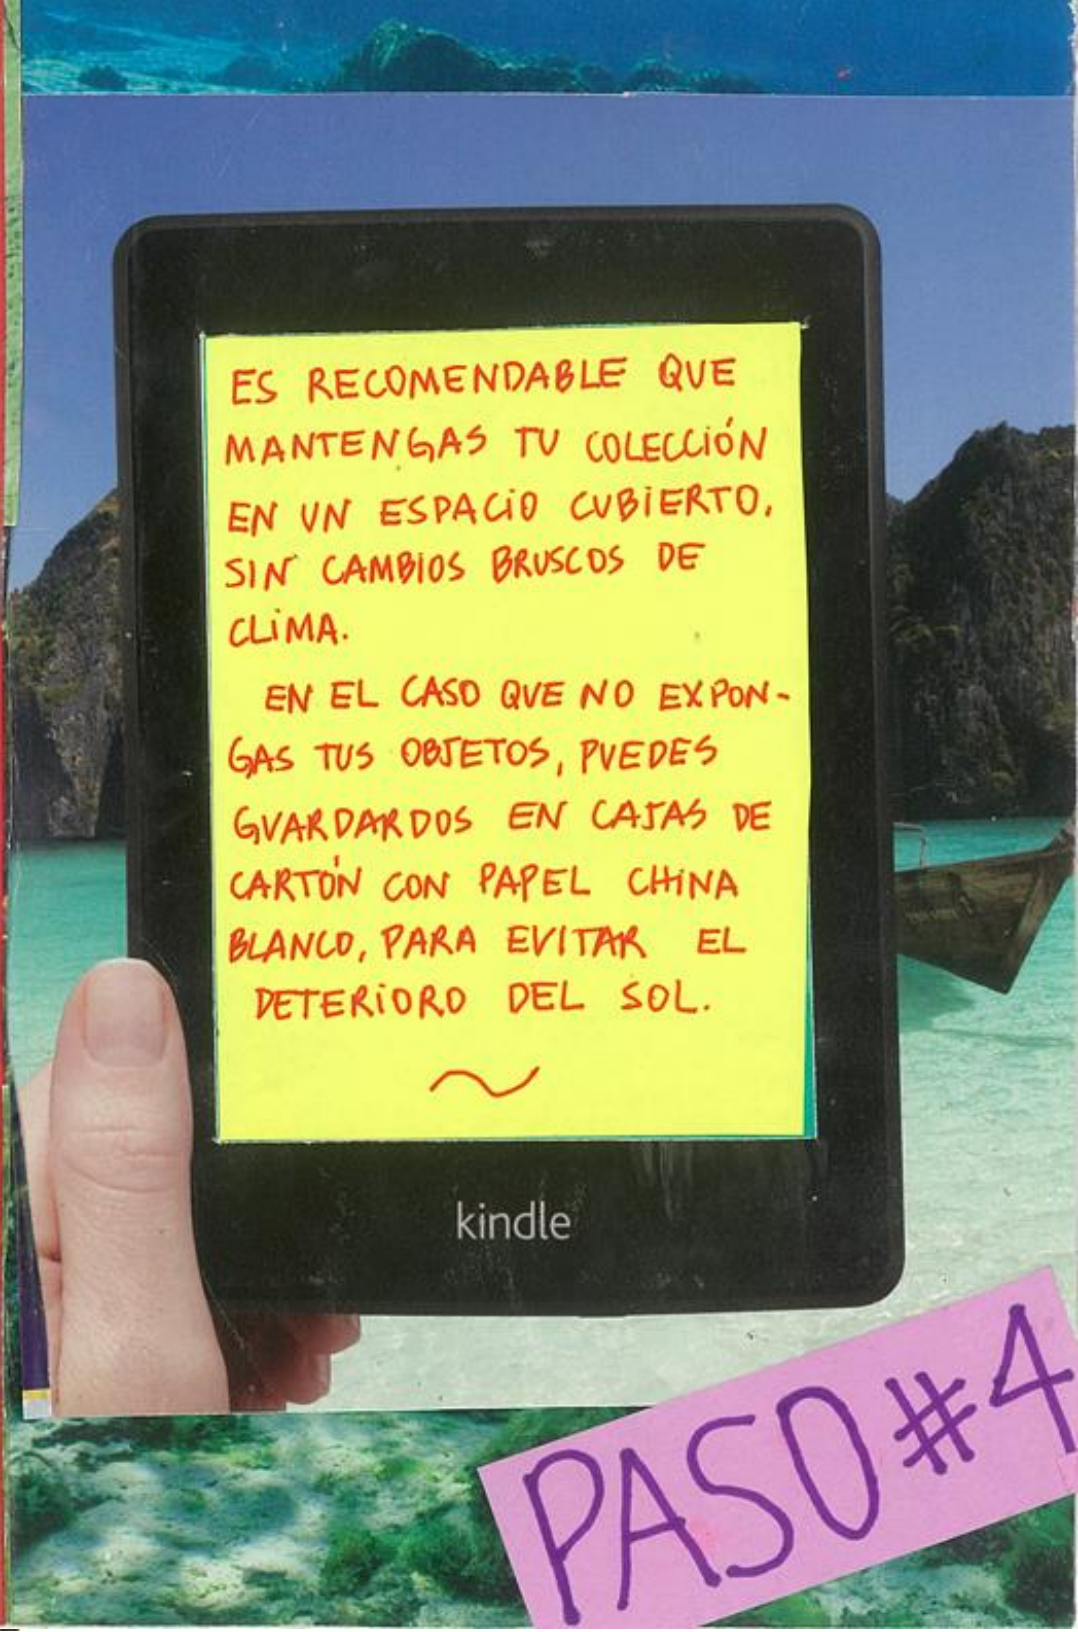 ES RECOMENDABLE QUE
MANTENGAS TU COLECCIÓN
EN UN ESPACIO CUBIERTO,
SIN CAMBIOS BRUSCOS DE
CLIMA.
EN EL CASO QUE NO EXPON-
GAS TUS OBJETOS, PUEDES
GUARDARDOS EN CAJAS DE
CARTÓN CON PAPEL CHINA
BLANCO, PARA EVITAR EL
DETERIORO DEL SOL.
kindle
PASO #4